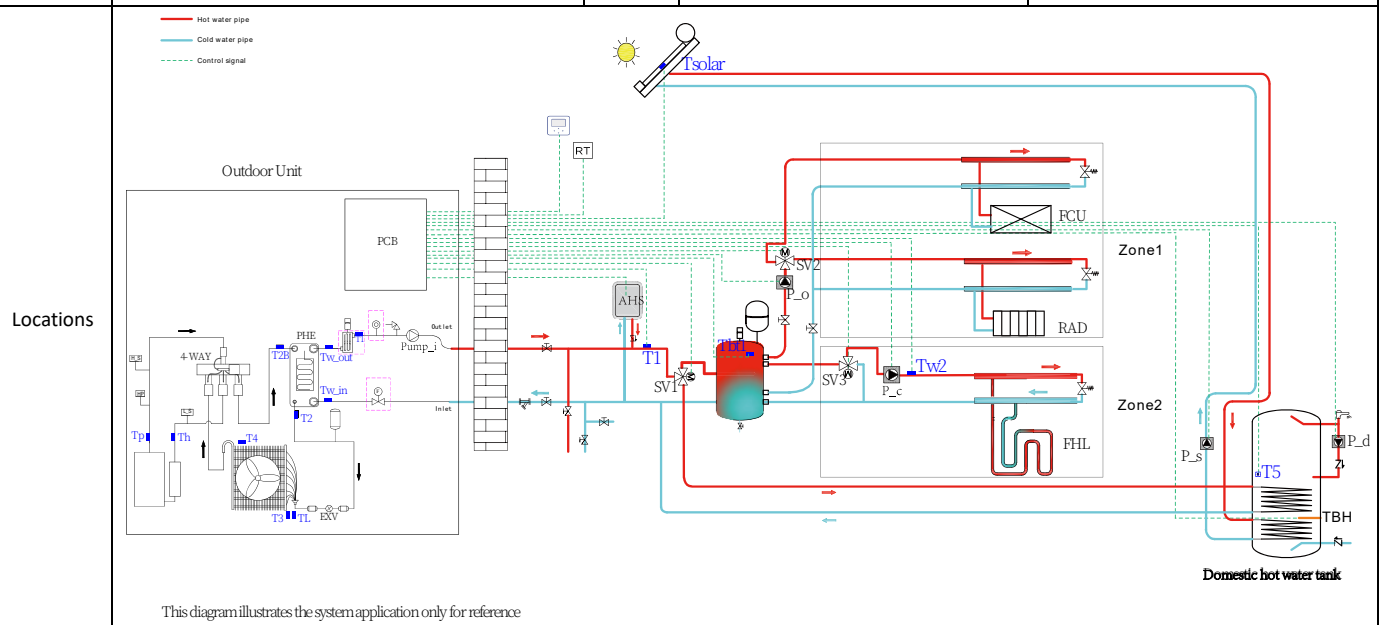 Hot water pipe
Cold water pipe
Control signal
Tsolar
RT
Outdoor Unit
PCB
FCU
Zone1
SV2
P_o
AHS
RAD
Locations
4-WAY
PHE
T2B
Tw_out
T1
Pump_i
Outlet
T1
Tbt1
SV1
SV3
Tw2
P_c
Tw_in
Inlet
T2
Zone2
FHL
Tp
Th
T4
P_s
P_d
T5
T3
TL
EXV
TBH
Domestic hot water tank
This diagram illustrates the system application only for reference